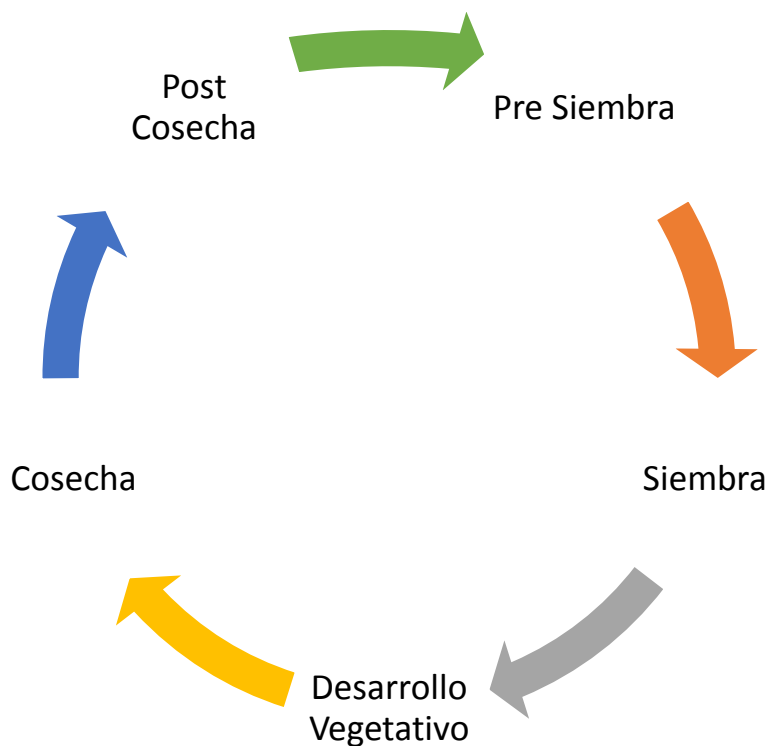 Post
Cosecha
Pre Siembra
Cosecha
Siembra
Desarrollo
Vegetativo